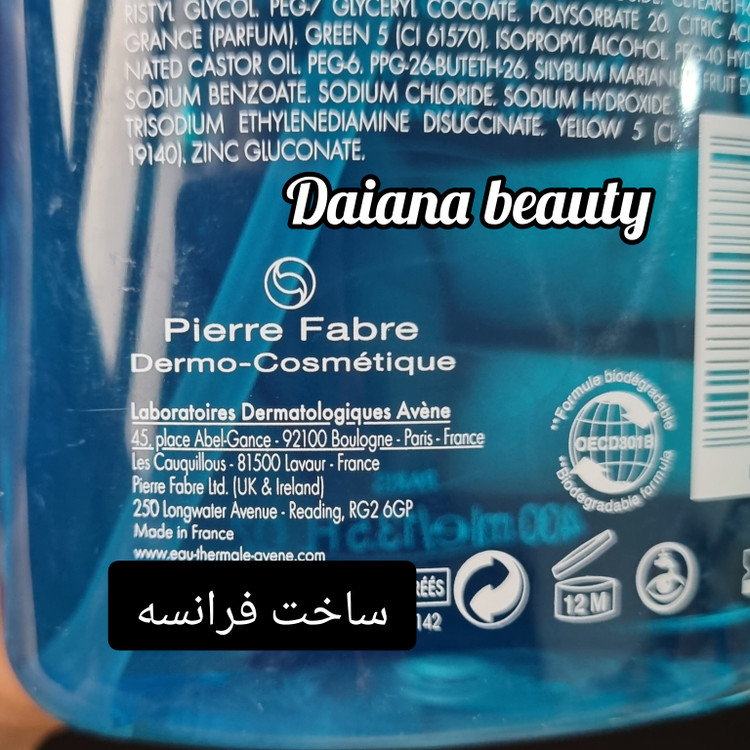 RISTYL GLYCOL, PEG-7 GLYCERYL COCOATE, POLYSORBATE 20, CITRIC
GRANCE (PARFUM), GREEN 5 (CI 61570), ISOPROPYL ALCOHOL, PEG-40
NATED CASTOR OIL, PEG-6, PPG-26-BUTETH-26, SILYBUM FRUIT
SODIUM BENZOATE, SODIUM CHLORIDE, SODIUM HYDROXIDE,
TRISODIUM ETHYLENEDIAMINE DISUCCINATE, YELLOW 5 (CI
19140), ZINC GLUCONATE.
Daiana beauty
Pierre Fabre
Dermo-Cosmétique
Laboratoires Dermatologiques Avène
45, place Abel-Gance - 92100 Boulogne - Paris - France
Les Cauquillous - 81500 Lavaur - France
Pierre Fabre Ltd. (UK & Ireland)
250 Longwater Avenue - Reading, RG2 6GP
Made in France
www.eau-thermale-avene.com
"Formule biodégradable
OECD301B
"Biodegradable formula
ساخت فرانسه
ÉÉS
142
12 M